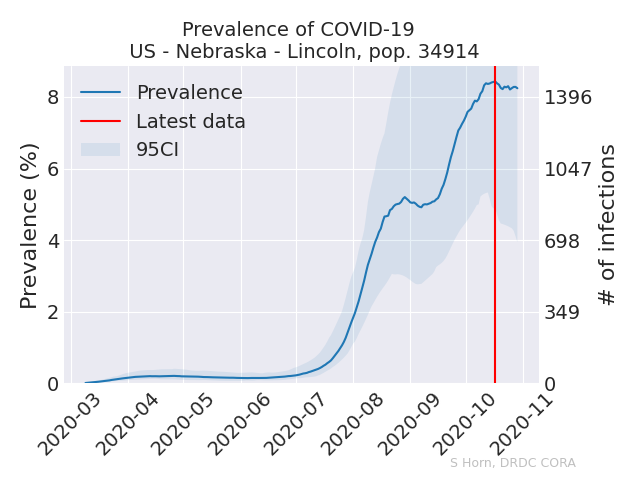 Prevalence of COVID-19
US - Nebraska - Lincoln, pop. 34914
Prevalence
Latest data
95CI
Prevalence (%)
8
6
4
2
0
1396
1047
698
349
0
# of infections
2020-03
2020-04
2020-05
2020-06
2020-07
2020-08
2020-09
2020-10
2020-11
S Horn, DRDC CORA